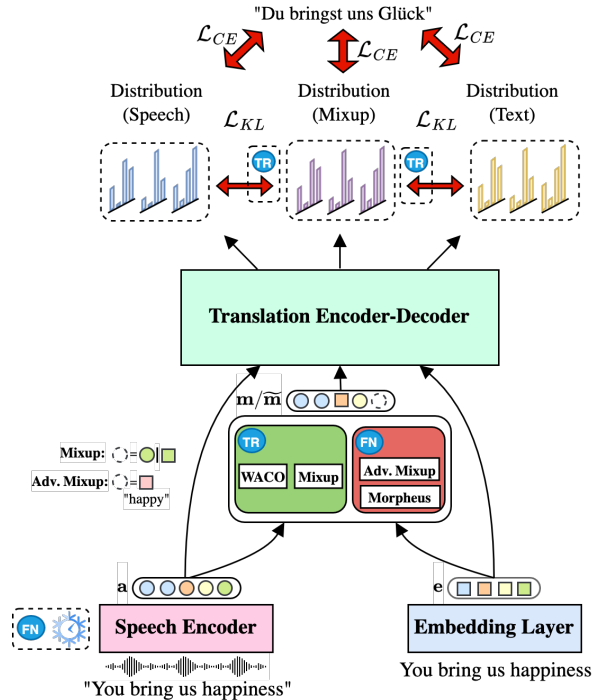 "Du bringst uns Glück"
ℒCE ℒCE ℒCE
Distribution (Speech)
Distribution (Mixup)
Distribution (Text)
ℒKL ℒKL
TR TR
Translation Encoder-Decoder
m/m̃
TR FN
WACO Mixup
Adv. Mixup
Morpheus
Mixup: = |
Adv. Mixup: =
"happy"
a e
FN
Speech Encoder
Embedding Layer
"You bring us happiness"
You bring us happiness